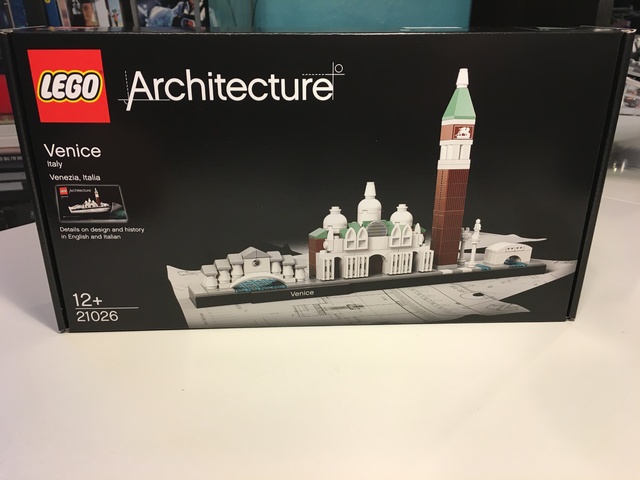 LEGO
Architecture
Venice
Italy
Venezia, Italia
Details on design and history
in English and Italian
12+
21026
Venice